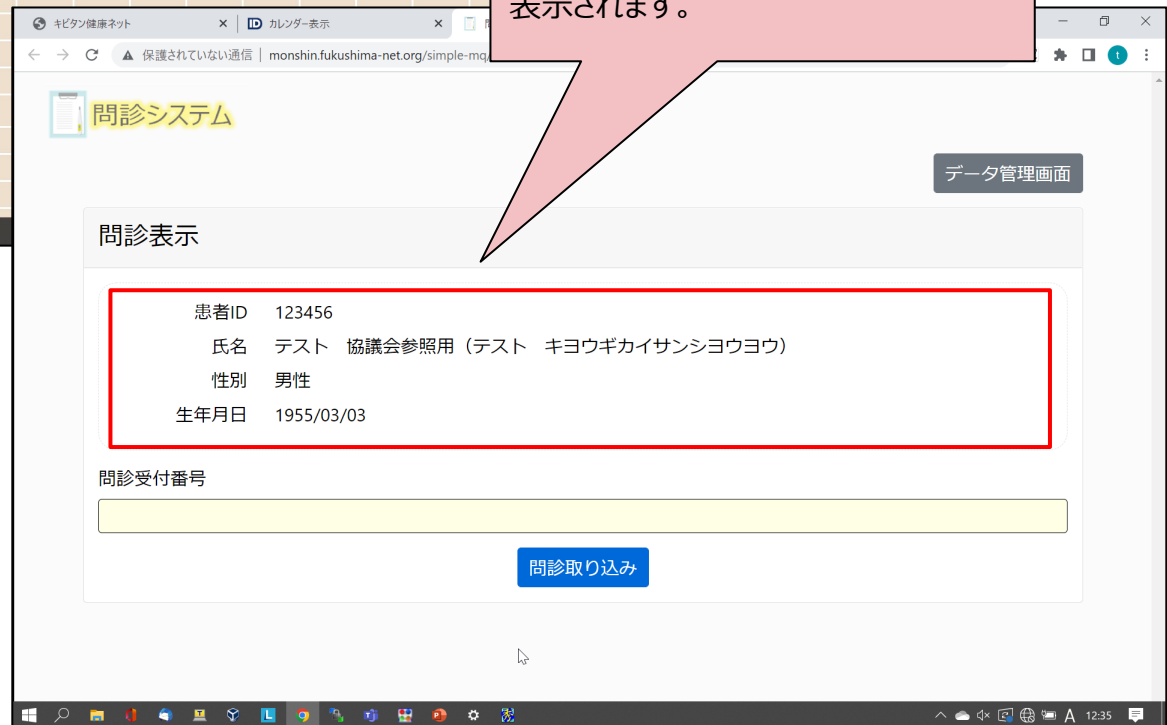 表示されます。
キビタン健康ネット
カレンダー表示
保護されていない通信 | monshin.fukushima-net.org/simple-mq/
問診システム
データ管理画面
問診表示
患者ID 123456
氏名 テスト 協議会参照用（テスト キヨウギカイサンシヨウヨウ）
性別 男性
生年月日 1955/03/03
問診受付番号
問診取り込み
A 12:35